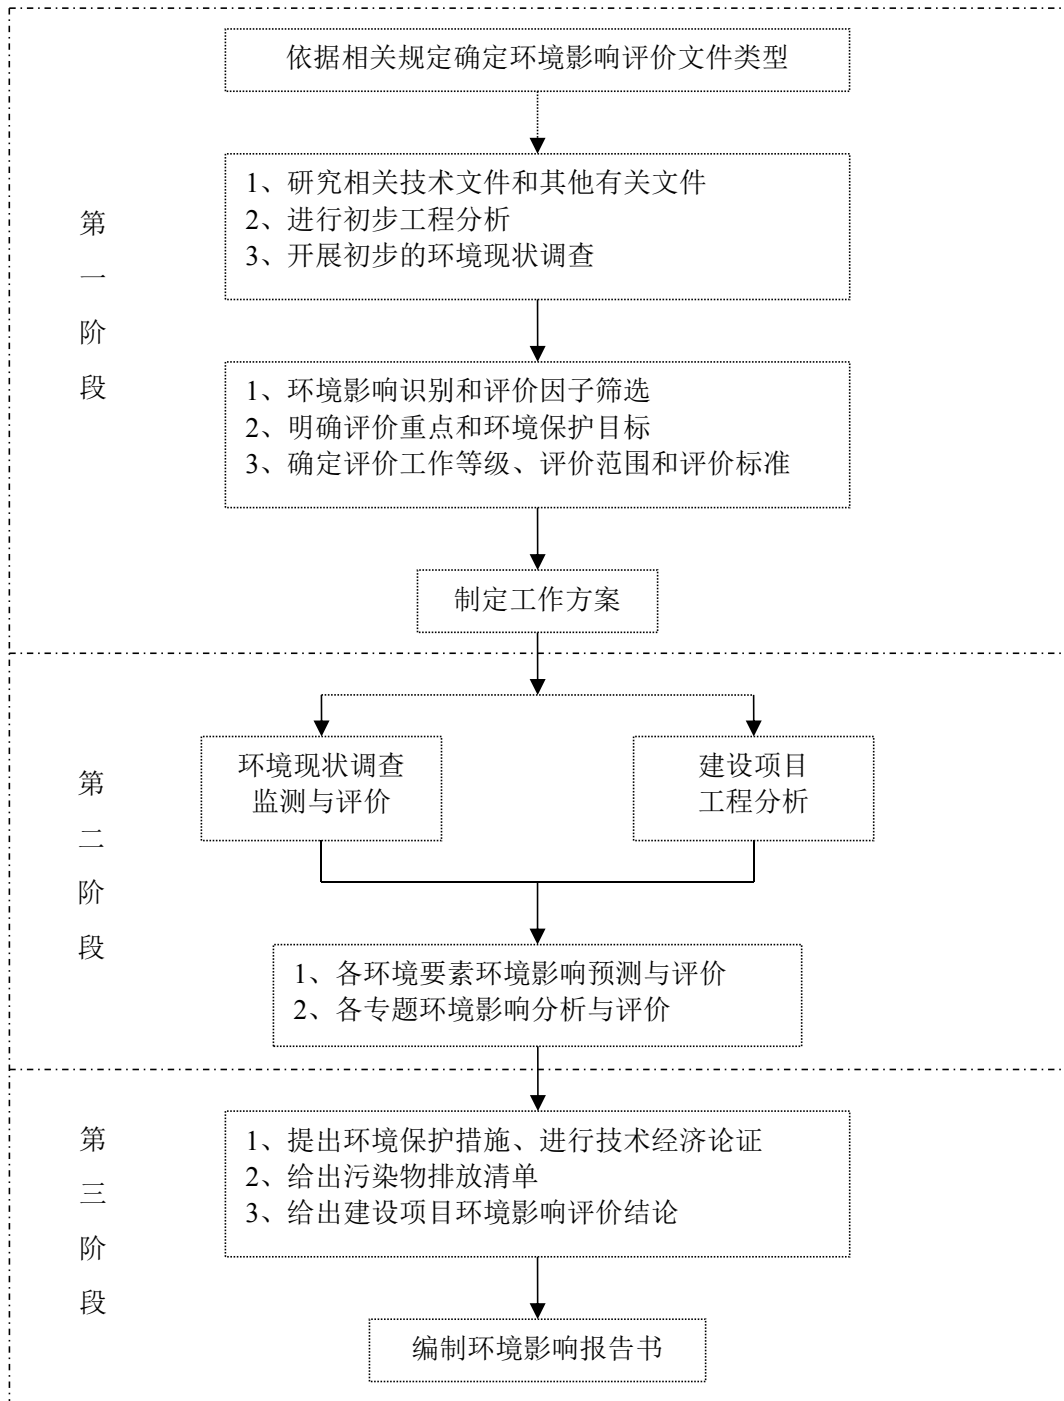 依据相关规定确定环境影响评价文件类型
第一阶段
1、研究相关技术文件和其他有关文件
2、进行初步工程分析
3、开展初步的环境现状调查
1、环境影响识别和评价因子筛选
2、明确评价重点和环境保护目标
3、确定评价工作等级、评价范围和评价标准
制定工作方案
第二阶段
环境现状调查
监测与评价
建设项目
工程分析
1、各环境要素环境影响预测与评价
2、各专题环境影响分析与评价
第三阶段
1、提出环境保护措施、进行技术经济论证
2、给出污染物排放清单
3、给出建设项目环境影响评价结论
编制环境影响报告书